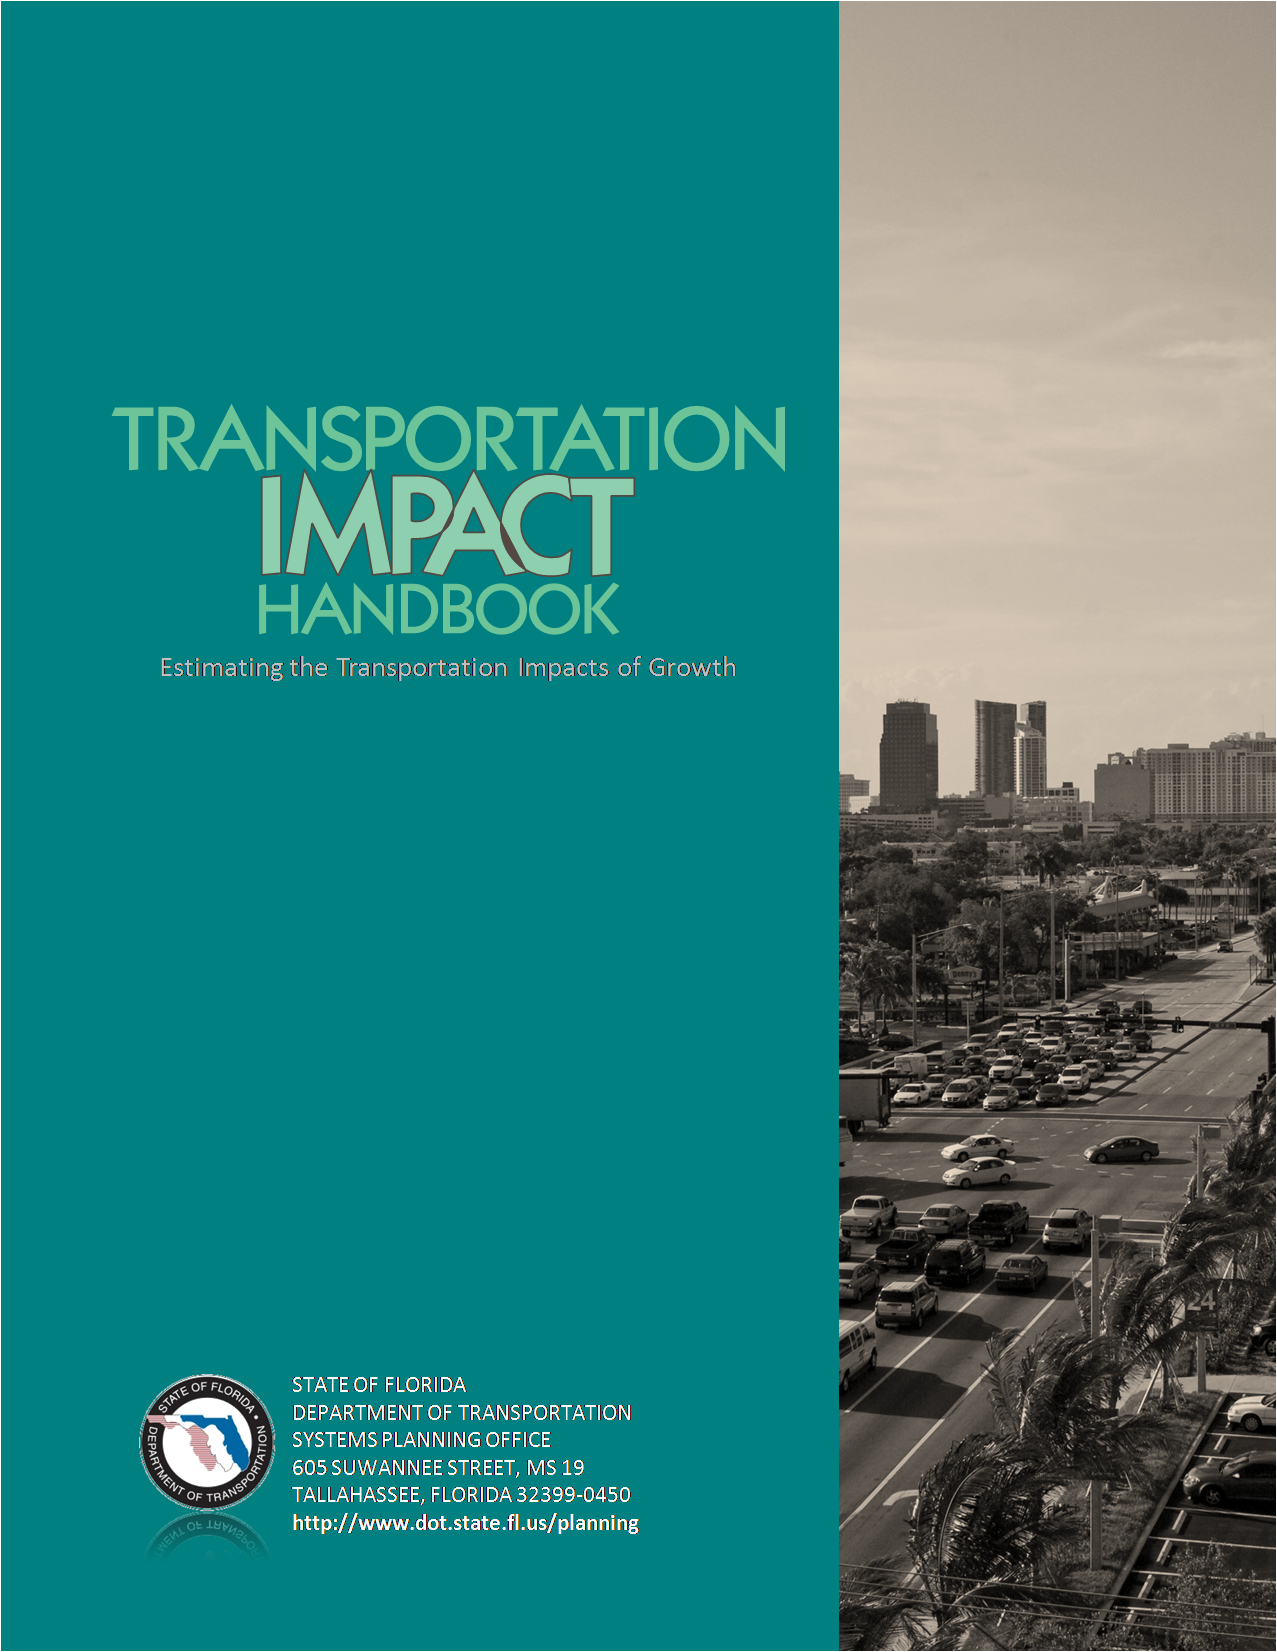 TRANSPORTATION
IMPACT
HANDBOOK
Estimating the Transportation Impacts of Growth
Denny's
24
STATE OF FLORIDA •
DEPARTMENT OF TRANSPORTATION
STATE OF FLORIDA
DEPARTMENT OF TRANSPORTATION
SYSTEMS PLANNING OFFICE
605 SUWANNEE STREET, MS 19
TALLAHASSEE, FLORIDA 32399-0450
http://www.dot.state.fl.us/planning